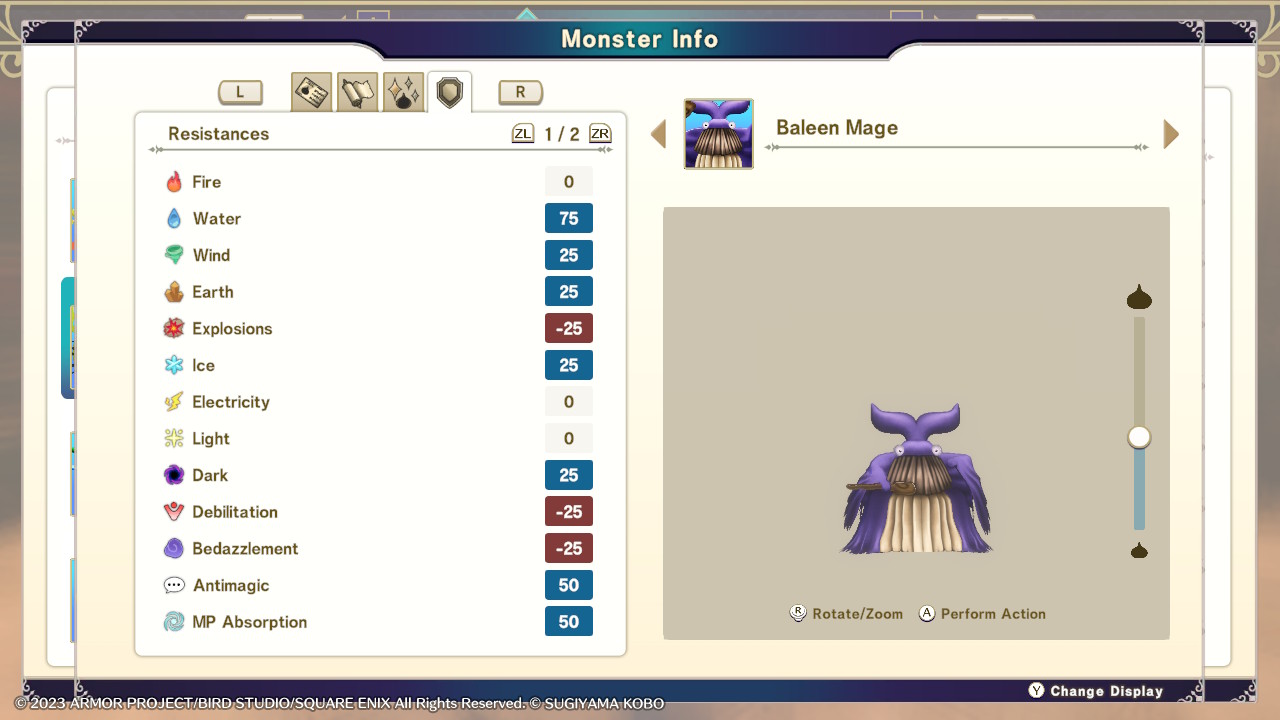 Monster Info
L
R
Resistances
ZL 1 / 2 ZR
Baleen Mage
Fire 0
Water 75
Wind 25
Earth 25
Explosions -25
Ice 25
Electricity 0
Light 0
Dark 25
Debilitation -25
Bedazzlement -25
Antimagic 50
MP Absorption 50
R Rotate/Zoom A Perform Action
Y Change Display
© 2023 ARMOR PROJECT/BIRD STUDIO/SQUARE ENIX All Rights Reserved. © SUGIYAMA KOBO